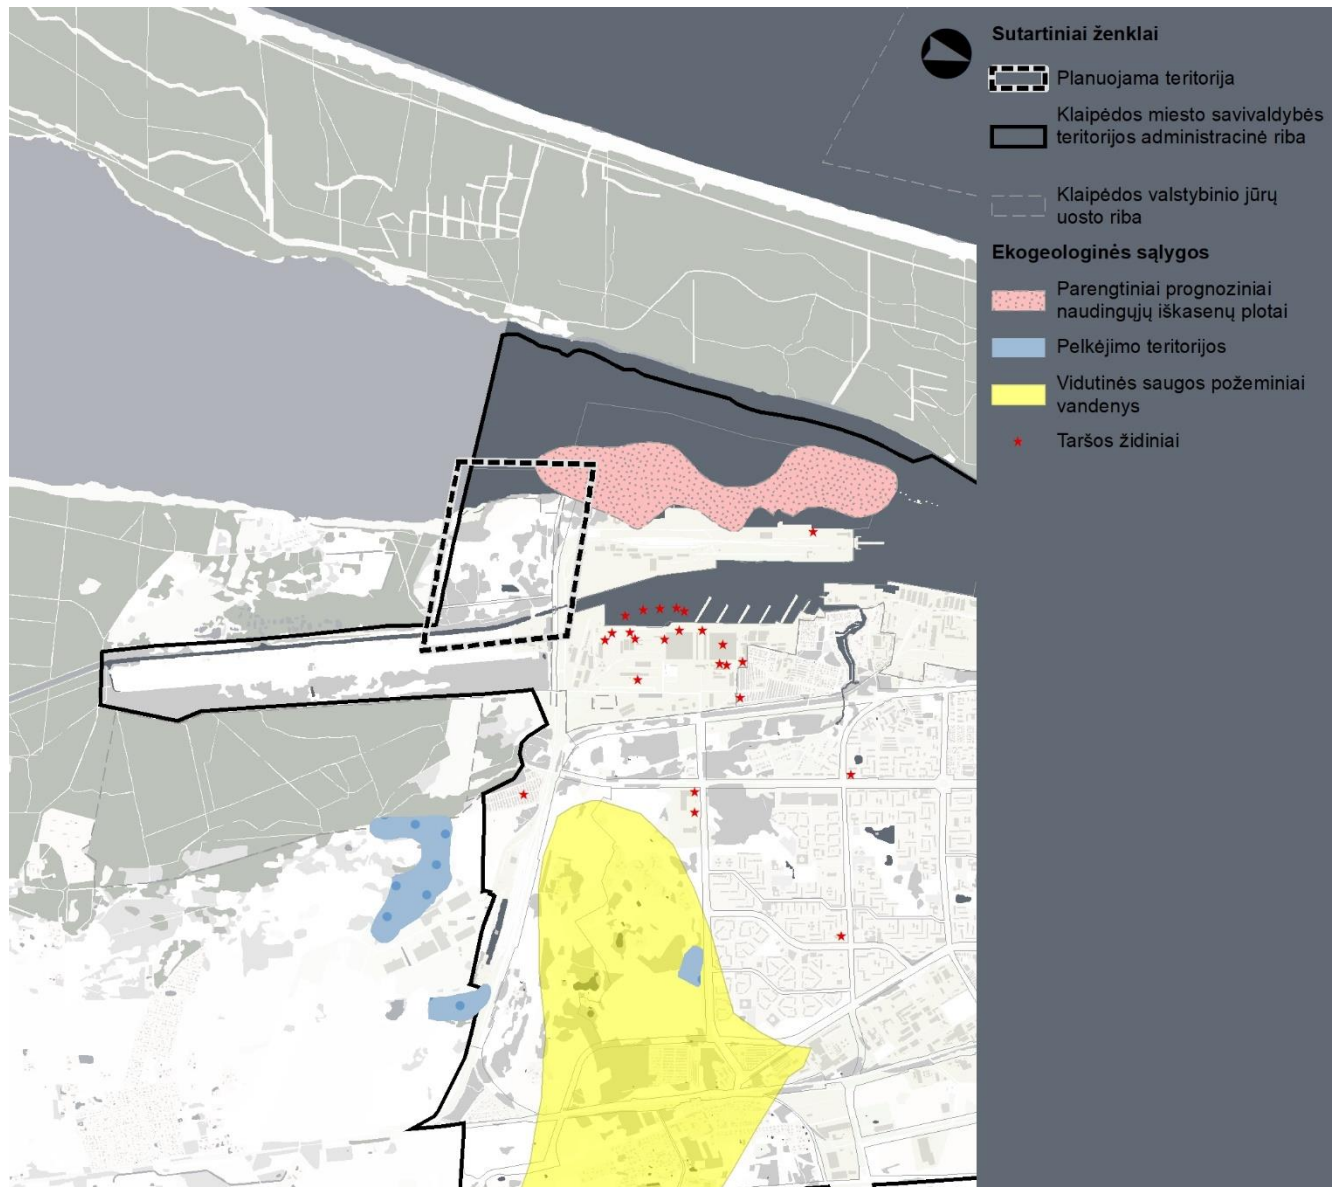 Sutartiniai ženklai
Planuojama teritorija
Klaipėdos miesto savivaldybės
teritorijos administracinė riba
Klaipėdos valstybinio jūrų
uosto riba
Ekogeologinės sąlygos
Parengtiniai prognoziniai
naudingųjų iškasenų plotai
Pelkėjimo teritorijos
Vidutinės saugos požeminiai
vandenys
Taršos židiniai